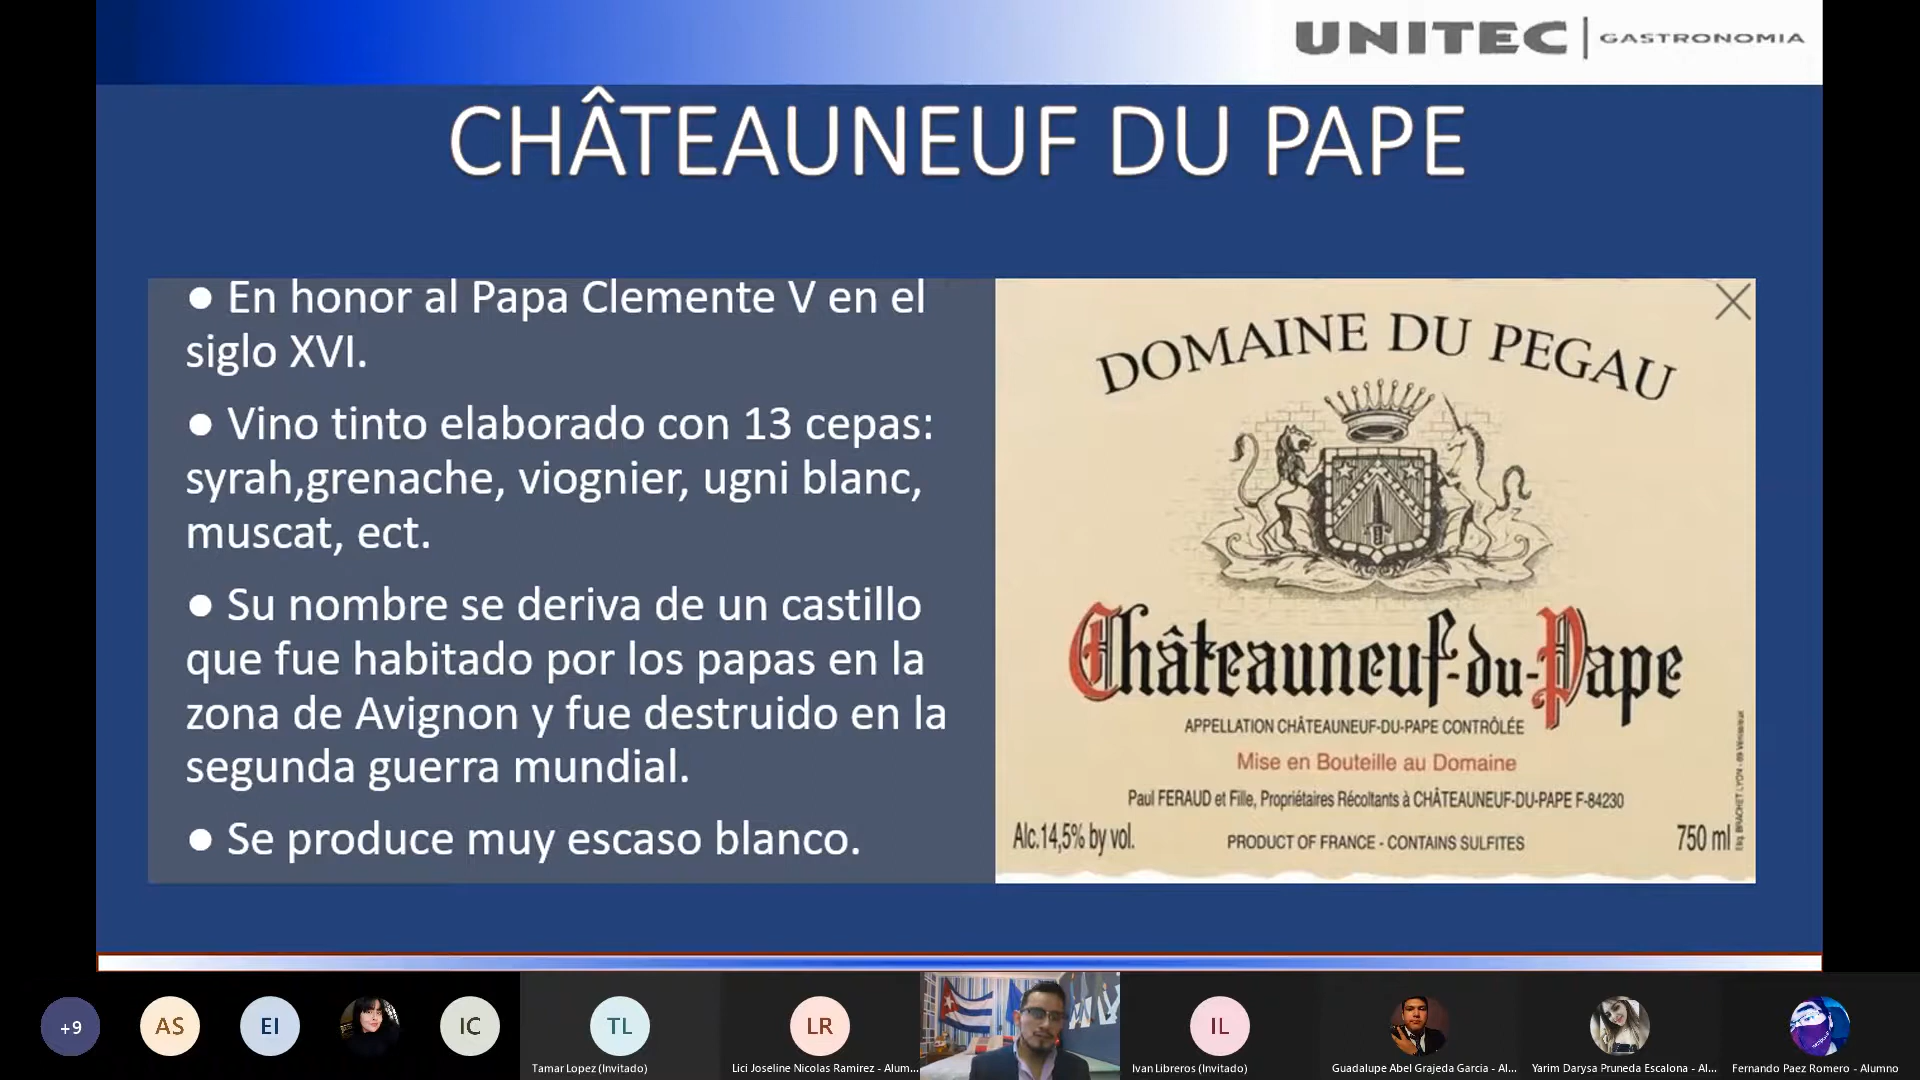 UNITEC | GASTRONOMIA
CHÂTEAUNEUF DU PAPE
● En honor al Papa Clemente V en el
siglo XVI.
● Vino tinto elaborado con 13 cepas:
syrah,grenache, viognier, ugni blanc,
muscat, ect.
● Su nombre se deriva de un castillo
que fue habitado por los papas en la
zona de Avignon y fue destruido en la
segunda guerra mundial.
● Se produce muy escaso blanco.
DOMAINE DU PEGAU
Châteauneuf-du-Pape
APPELLATION CHÂTEAUNEUF-DU-PAPE CONTRÔLÉE
Mise en Bouteille au Domaine
Paul FERAUD et Fille, Propriétaires Récoltants à CHÂTEAUNEUF-DU-PAPE F-84230
Alc.14,5% by vol.
PRODUCT OF FRANCE - CONTAINS SULFITES
750 ml
+9
AS
EI
IC
TL
LR
IL
Tamar Lopez (Invitado)
Lici Joseline Nicolas Ramirez - Alum...
Ivan Libreros (Invitado)
Guadalupe Abel Grajeda Garcia - Al...
Yarim Darysa Pruneda Escalona - Al...
Fernando Paez Romero - Alumno